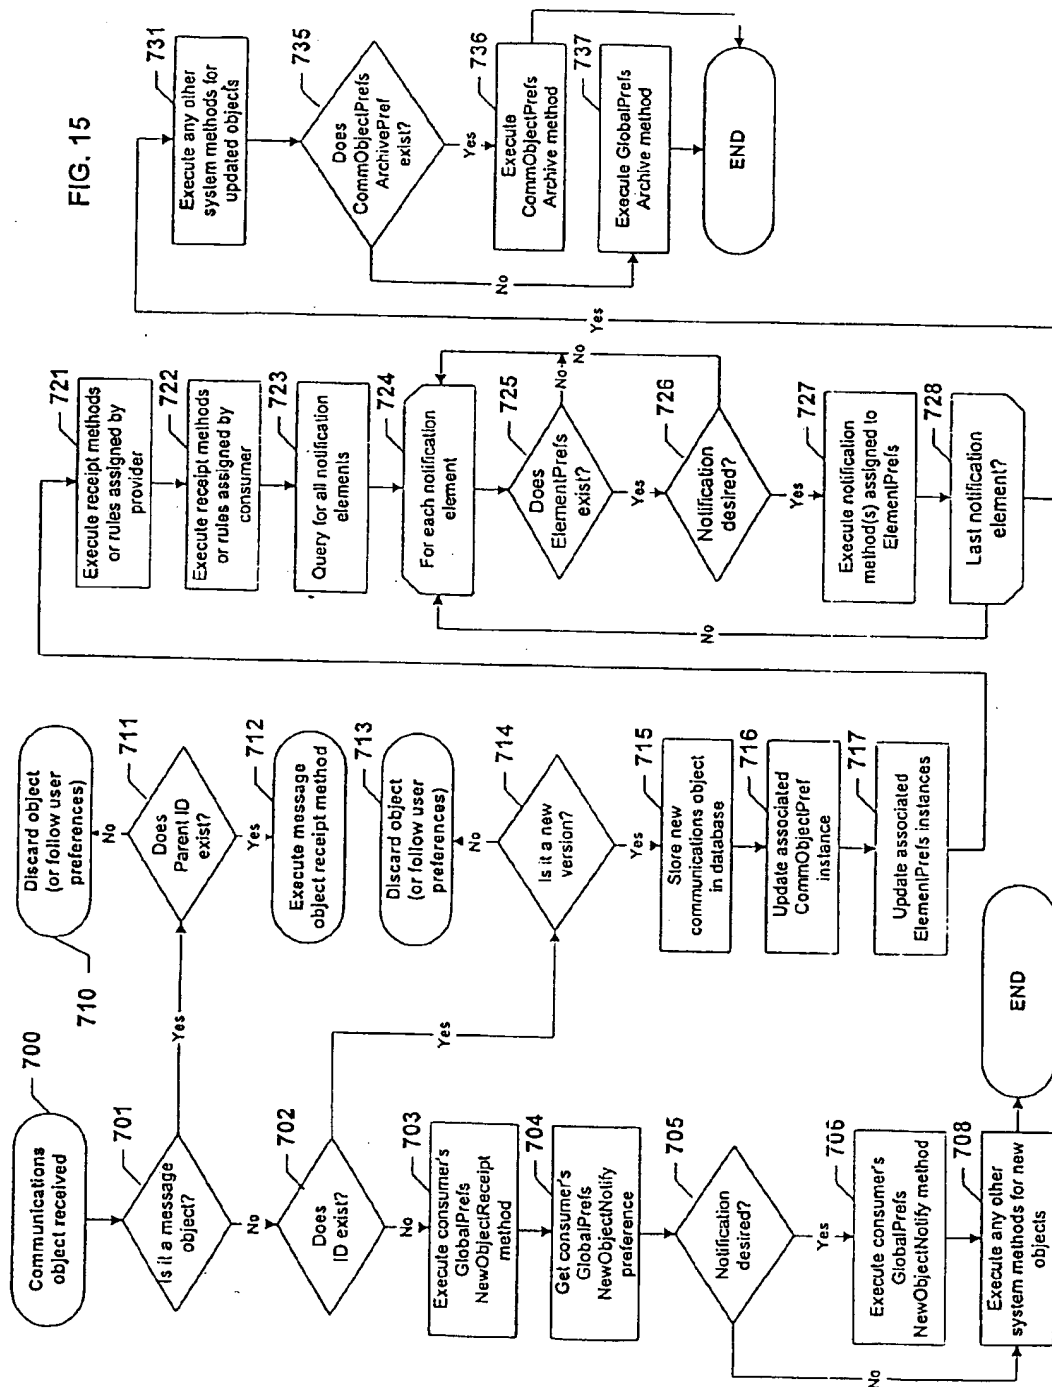 FIG. 15
700
Communications
object received
701
Is it a message
object?
Yes
No
702
Does
ID exist?
Yes
No
703
Execute consumer's
GlobalPrefs
NewObjectReceipt
method
704
Get consumer's
GlobalPrefs
NewObjectNotify
preference
705
Notification
desired?
Yes
No
706
Execute consumer's
GlobalPrefs
NewObjectNotify method
708
Execute any other
system methods for new
objects
END
710
Discard object
(or follow user
preferences)
No
711
Does
Parent ID
exist?
Yes
712
Execute message
object receipt method
713
Discard object
(or follow user
preferences)
No
714
Is it a new
version?
Yes
715
Store new
communications object
in database
716
Update associated
CommObjectPref
instance
717
Update associated
ElementPrefs instances
721
Execute receipt methods
or rules assigned by
provider
722
Execute receipt methods
or rules assigned by
consumer
723
Query for all notification
elements
724
For each notification
element
725
Does
ElementPrefs
exist?
No
Yes
726
Notification
desired?
No
Yes
727
Execute notification
method(s) assigned to
ElementPrefs
728
Last notification
element?
No
Yes
731
Execute any other
system methods for
updated objects
735
Does
CommObjectPrefs
ArchivePref
exist?
Yes
No
736
Execute
CommObjectPrefs
Archive method
737
Execute GlobalPrefs
Archive method
END